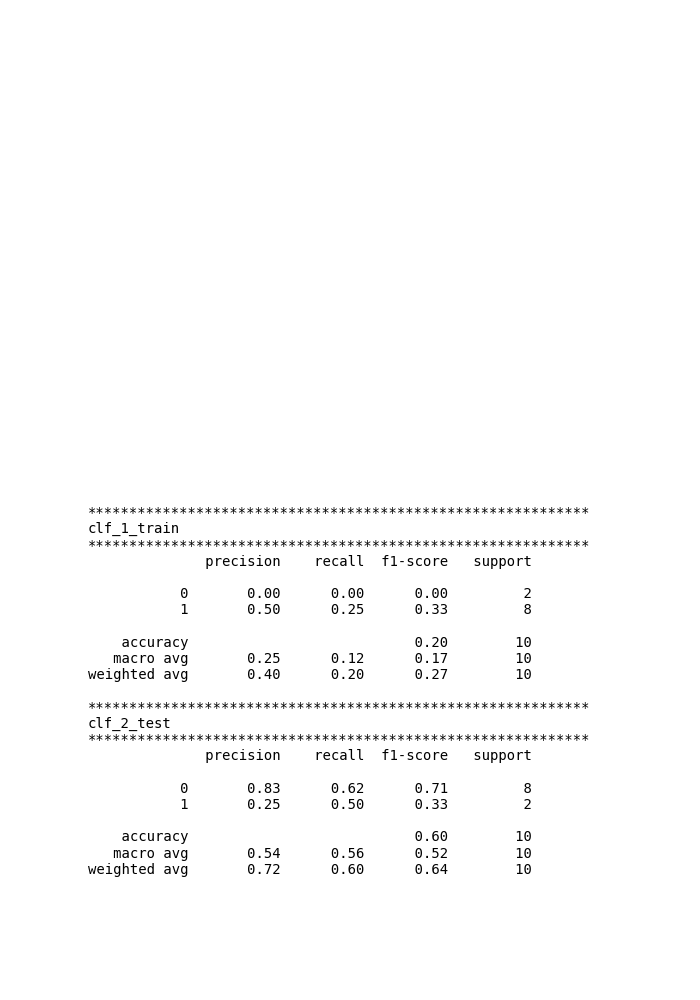 ************************************************************
clf_1_train
************************************************************
              precision    recall  f1-score   support

           0       0.00      0.00      0.00         2
           1       0.50      0.25      0.33         8

    accuracy                           0.20        10
   macro avg       0.25      0.12      0.17        10
weighted avg       0.40      0.20      0.27        10

************************************************************
clf_2_test
************************************************************
              precision    recall  f1-score   support

           0       0.83      0.62      0.71         8
           1       0.25      0.50      0.33         2

    accuracy                           0.60        10
   macro avg       0.54      0.56      0.52        10
weighted avg       0.72      0.60      0.64        10